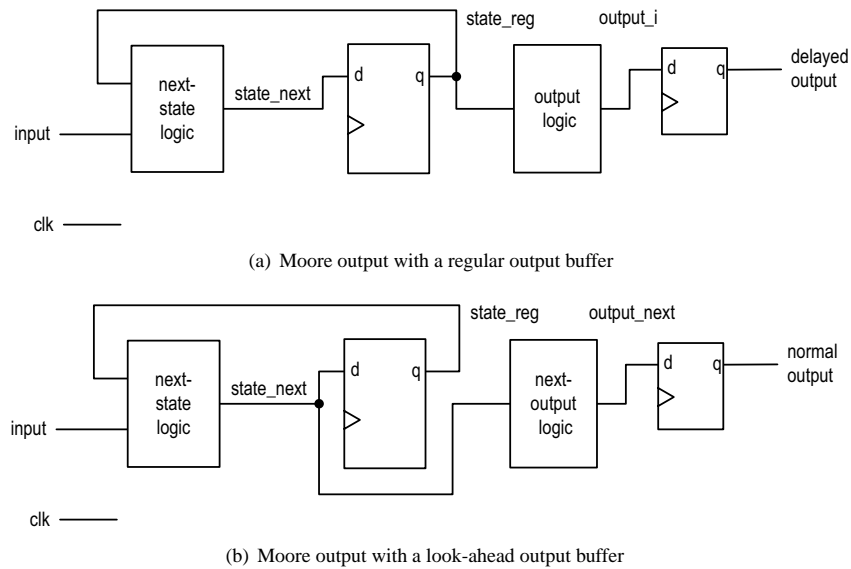 state_reg
output_i
next-
state
logic
state_next
d
q
output
logic
d
q
delayed
output
input
clk
(a) Moore output with a regular output buffer
state_reg
output_next
next-
state
logic
state_next
d
q
next-
output
logic
d
q
normal
output
input
clk
(b) Moore output with a look-ahead output buffer